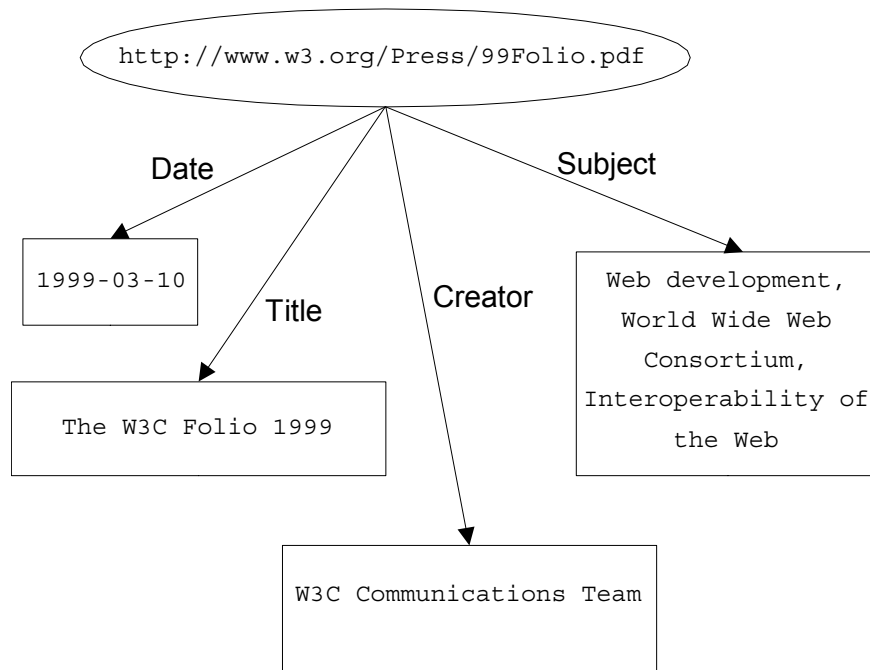 http://www.w3.org/Press/99Folio.pdf
Date
Subject
1999-03-10
Title
Creator
Web development,
World Wide Web
Consortium,
Interoperability of
the Web
The W3C Folio 1999
W3C Communications Team